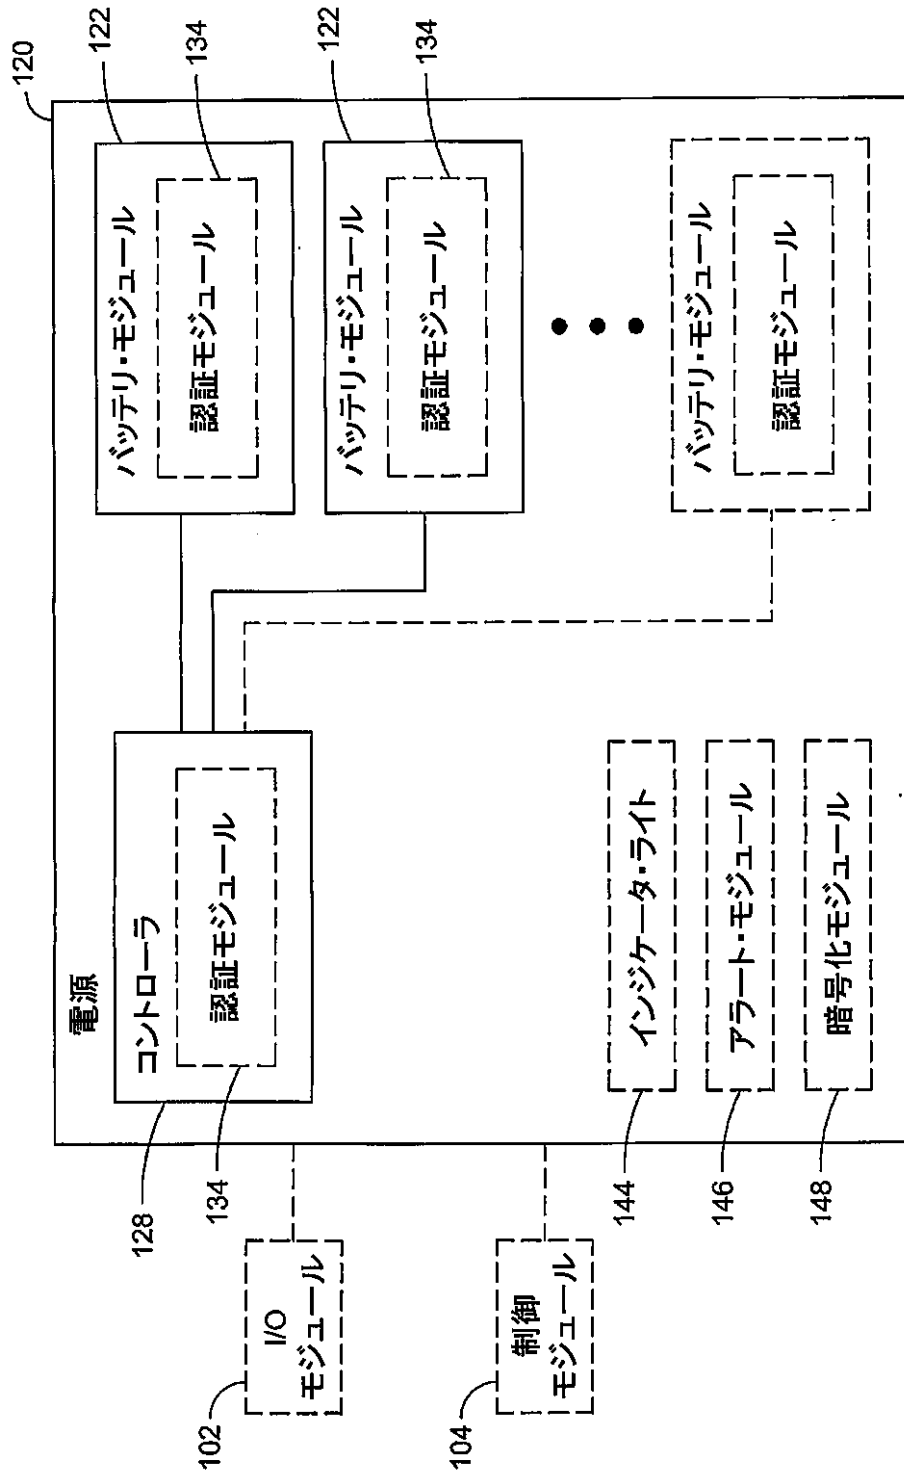 120
電源
コントローラ
認証モジュール
128
134
バッテリ・モジュール
認証モジュール
122
134
バッテリ・モジュール
認証モジュール
122
134
バッテリ・モジュール
認証モジュール
インジケータ・ライト
144
アラート・モジュール
146
暗号化モジュール
148
I/O
モジュール
102
制御
モジュール
104